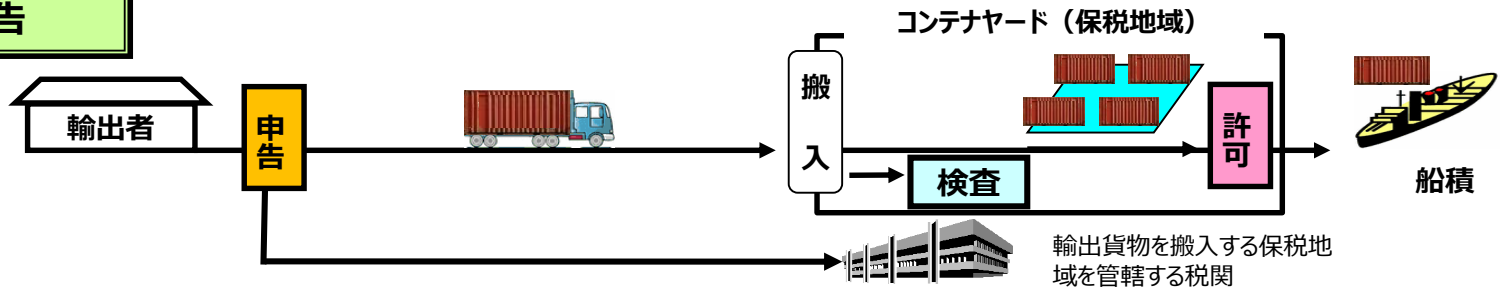 告
コンテナヤード（保税地域）
輸出者
申告
搬入
検査
許可
船積
輸出貨物を搬入する保税地
域を管轄する税関